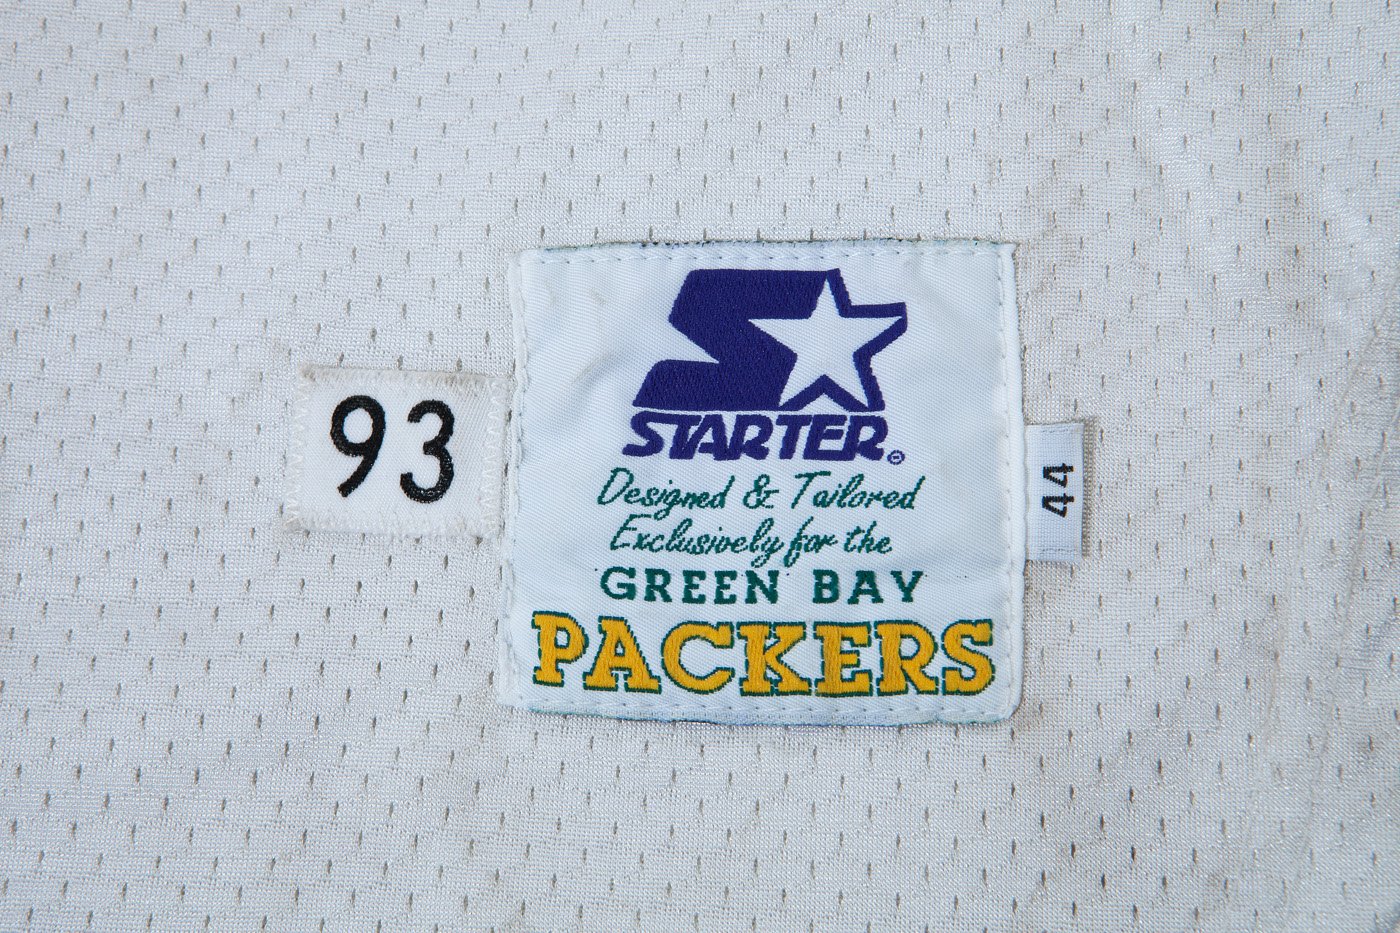 93
STARTER®
Designed & Tailored
Exclusively for the
GREEN BAY
PACKERS
44